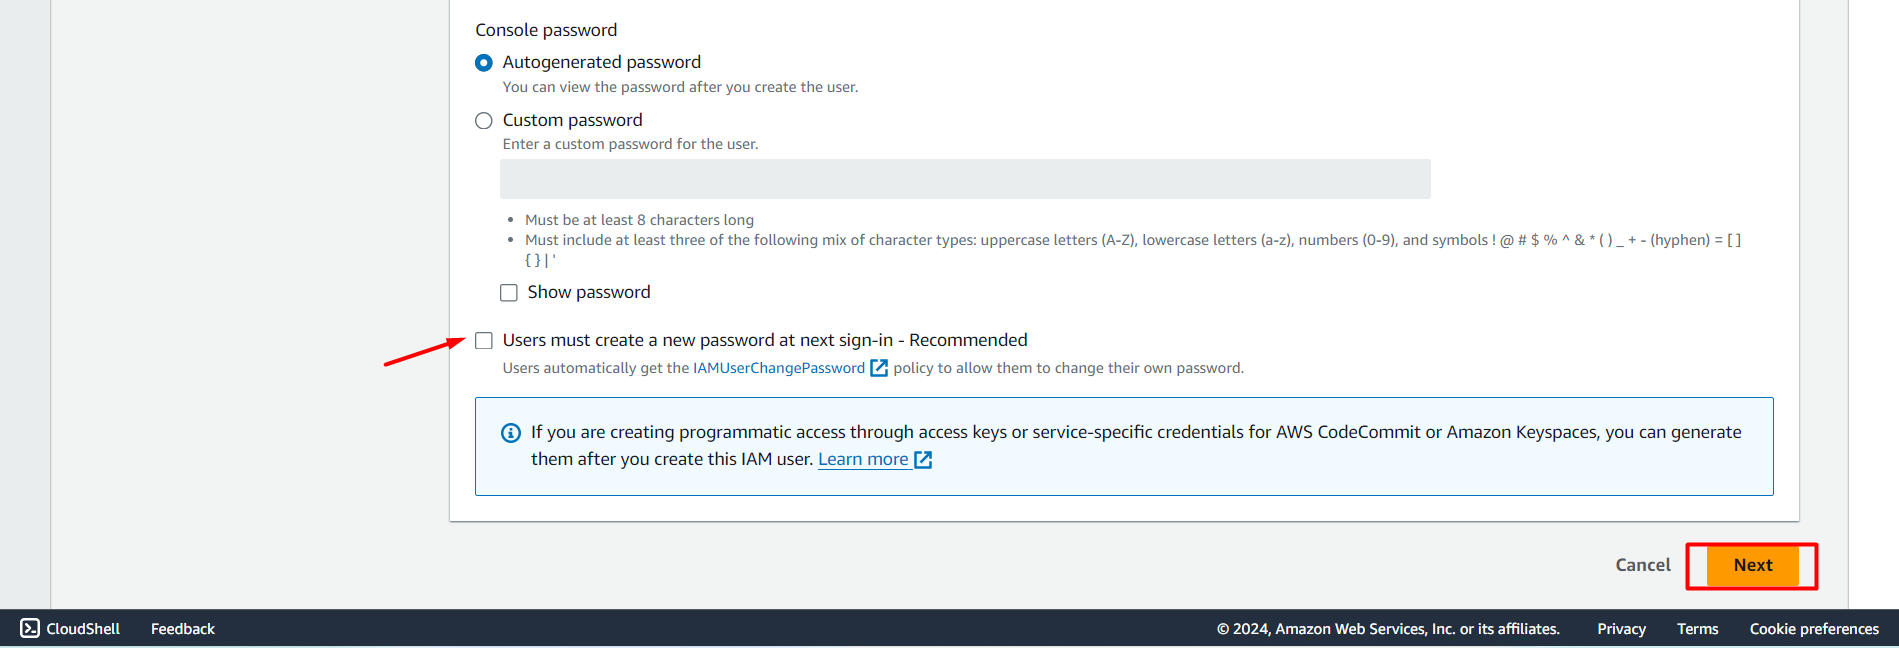 Console password
Autogenerated password
You can view the password after you create the user.
Custom password
Enter a custom password for the user.
• Must be at least 8 characters long
• Must include at least three of the following mix of character types: uppercase letters (A-Z), lowercase letters (a-z), numbers (0-9), and symbols ! @ # $ % ^ & * ( ) _ + - (hyphen) = [ ]
{ } | '
Show password
Users must create a new password at next sign-in - Recommended
Users automatically get the IAMUserChangePassword policy to allow them to change their own password.
If you are creating programmatic access through access keys or service-specific credentials for AWS CodeCommit or Amazon Keyspaces, you can generate
them after you create this IAM user. Learn more
Cancel Next
CloudShell Feedback © 2024, Amazon Web Services, Inc. or its affiliates. Privacy Terms Cookie preferences